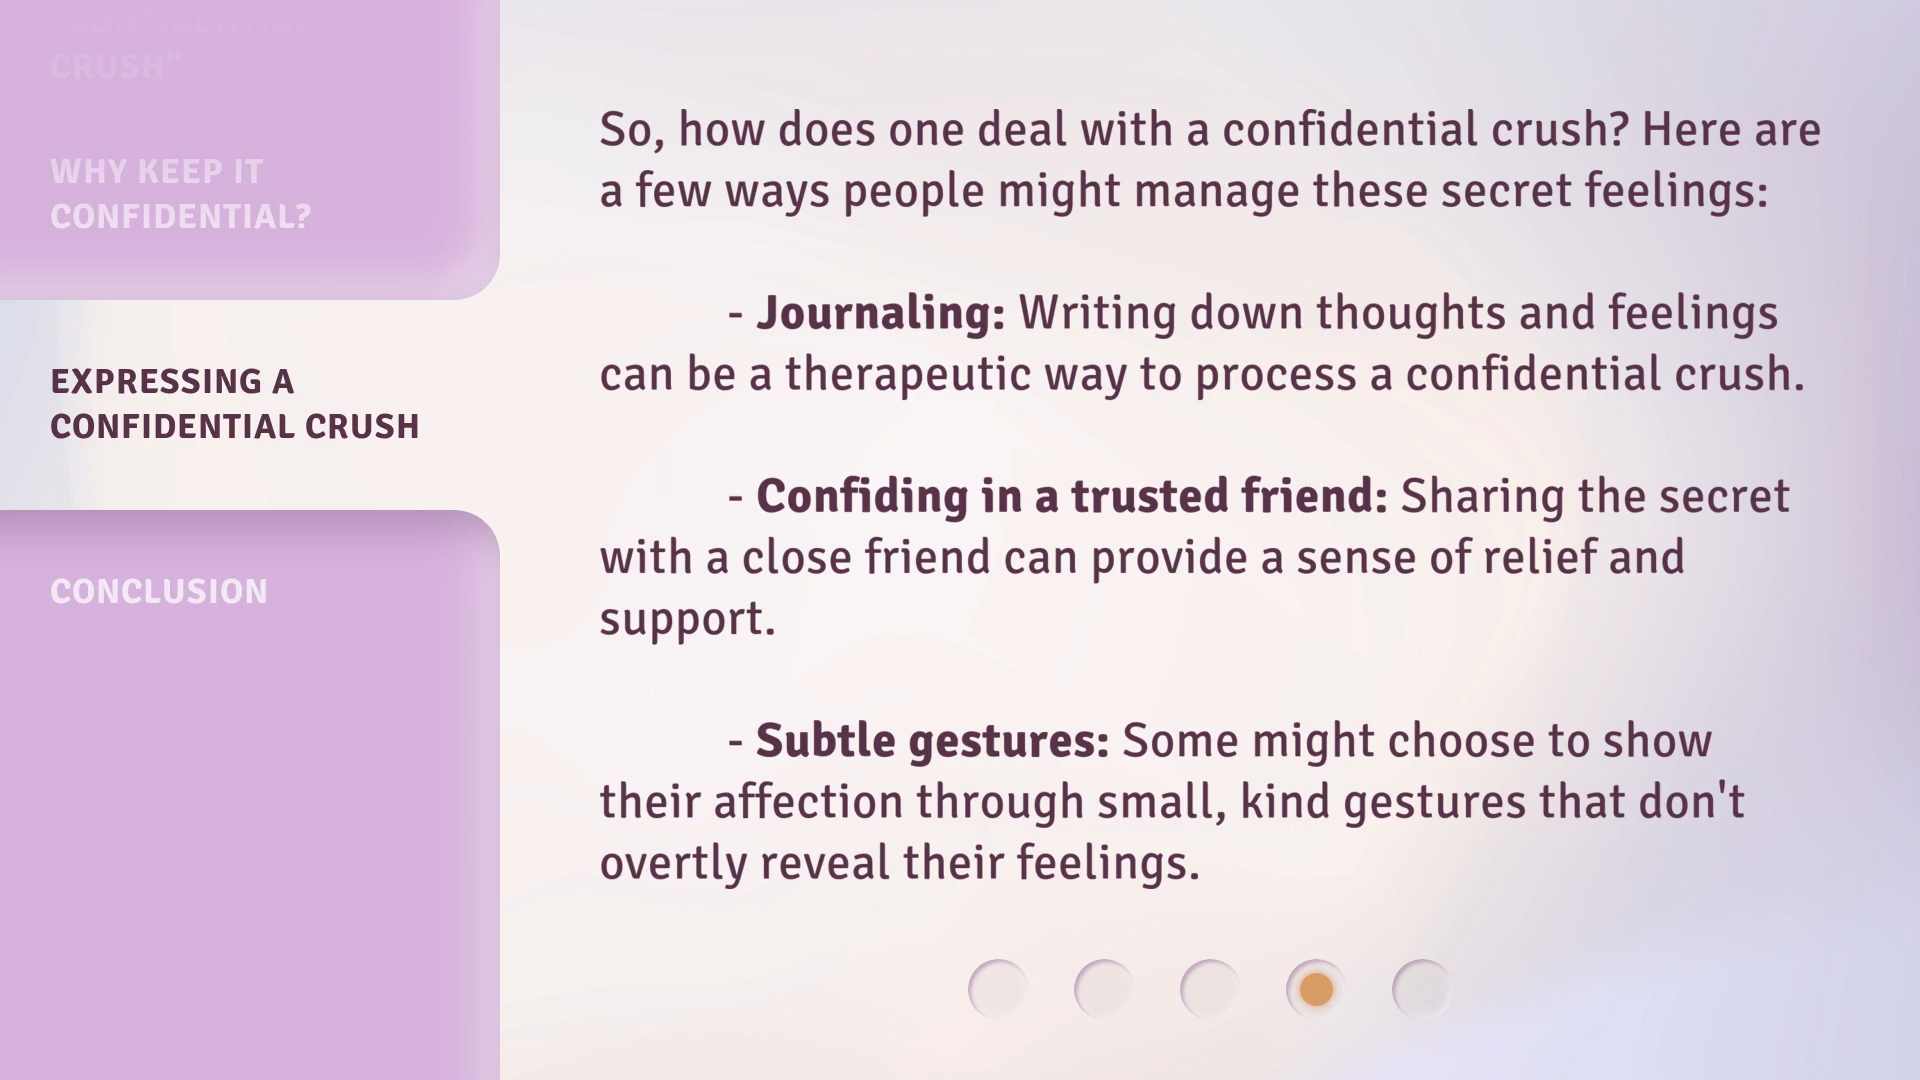 "CONFIDENTIAL
CRUSH"
WHY KEEP IT
CONFIDENTIAL?
EXPRESSING A
CONFIDENTIAL CRUSH
CONCLUSION
So, how does one deal with a confidential crush? Here are
a few ways people might manage these secret feelings:
- Journaling: Writing down thoughts and feelings
can be a therapeutic way to process a confidential crush.
- Confiding in a trusted friend: Sharing the secret
with a close friend can provide a sense of relief and
support.
- Subtle gestures: Some might choose to show
their affection through small, kind gestures that don't
overtly reveal their feelings.